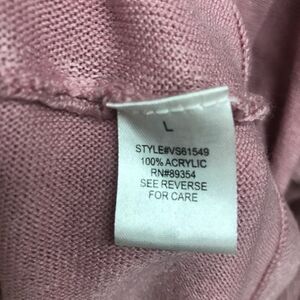 L
STYLE#VS61549
100% ACRYLIC
RN#89354
SEE REVERSE
FOR CARE